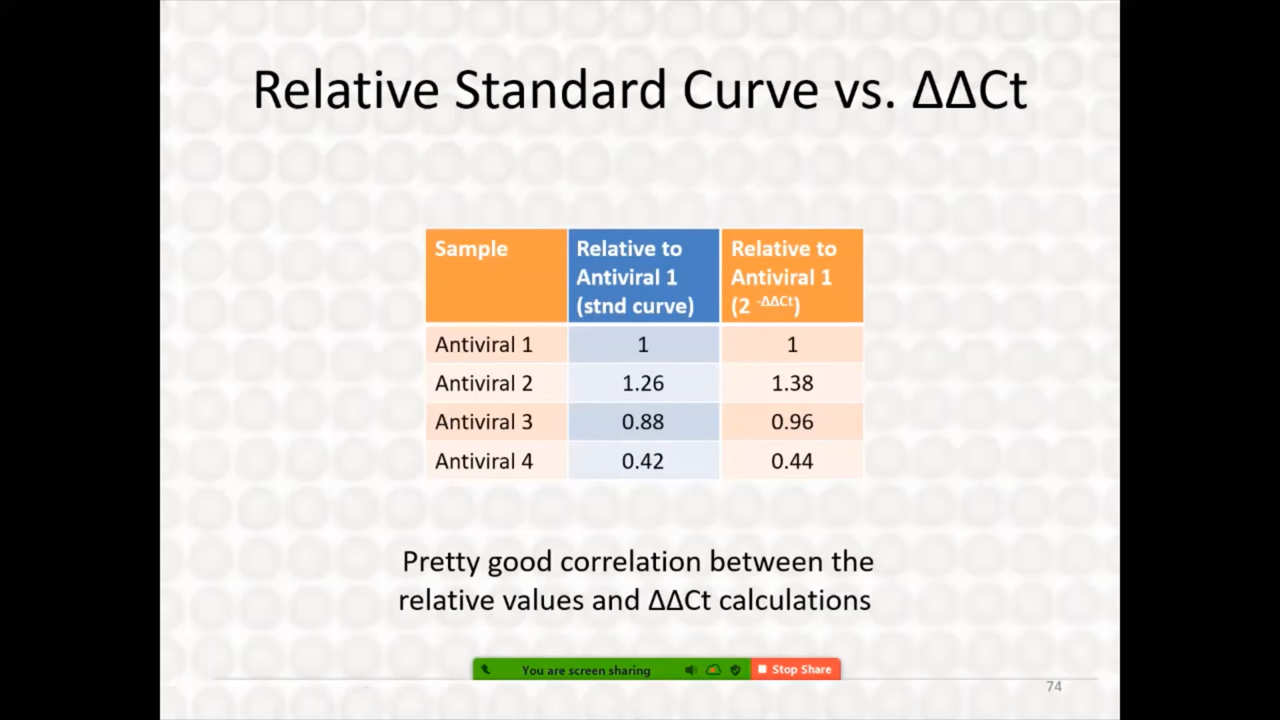 Relative Standard Curve vs. ΔΔCt
Sample
Relative to
Antiviral 1
(stnd curve)
Relative to
Antiviral 1
(2 -ΔΔCt)
Antiviral 1 1 1
Antiviral 2 1.26 1.38
Antiviral 3 0.88 0.96
Antiviral 4 0.42 0.44
Pretty good correlation between the
relative values and ΔΔCt calculations
You are screen sharing Stop Share
74